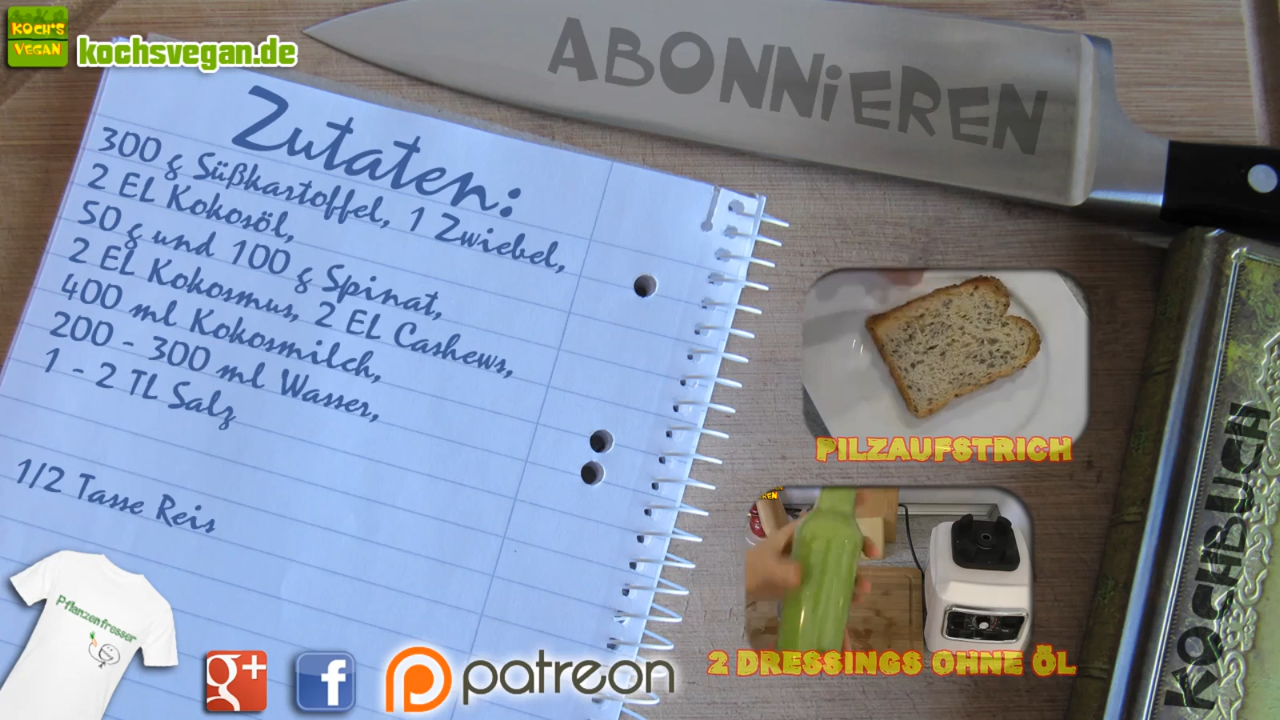 KOCH'S
VEGAN
kochsvegan.de
ABONNiEREN
Zutaten:
300 g Süßkartoffel, 1 Zwiebel,
2 EL Kokosöl,
50 g und 100 g Spinat,
2 EL Kokosmus, 2 EL Cashews,
400 ml Kokosmilch,
200 - 300 ml Wasser,
1 - 2 TL Salz
1/2 Tasse Reis
PILZAUFSTRICH
2 DRESSINGS OHNE ÖL
KOCHBUCH
Pflanzenfresser
g+
f
patreon